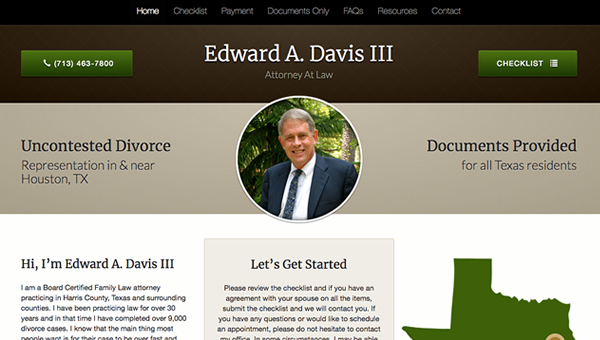 Home Checklist Payment Documents Only FAQs Resources Contact
(713) 463-7800
Edward A. Davis III
Attorney At Law
CHECKLIST
Uncontested Divorce
Representation in & near
Houston, TX
Documents Provided
for all Texas residents
Hi, I'm Edward A. Davis III
I am a Board Certified Family Law attorney
practicing in Harris County, Texas and surrounding
counties. I have been practicing law for over 30
years and in that time I have completed over 9,000
divorce cases. I know that the main thing most
people want is for their case to be over fast and
Let's Get Started
Please review the checklist and if you have an
agreement with your spouse on all the items,
submit the checklist and we will contact you. If
you have any questions or would like to schedule
an appointment, please do not hesitate to contact
my office. In some circumstances, I may be able